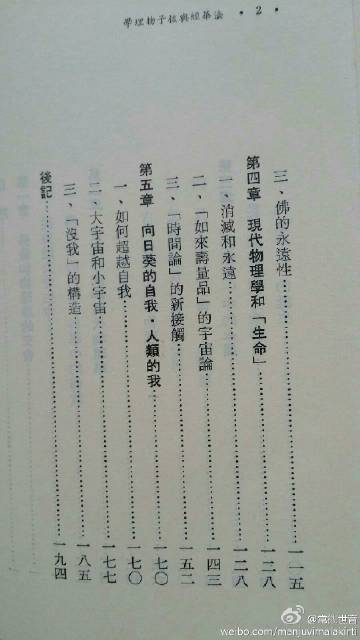 法華經與核子物理學 • 2 •
三、佛的永遠性⋯⋯一一五
第四章　現代物理學和「生命」⋯⋯一二八
一、消滅和永遠⋯⋯一二八
二、「如來壽量品」的宇宙論⋯⋯一四三
三、「時間論」的新接觸⋯⋯一五二
第五章　向日葵的自我・人類的我⋯⋯一七〇
一、如何超越自我⋯⋯一七〇
二、大宇宙和小宇宙⋯⋯一七七
三、「沒我」的構造⋯⋯一八五
後記⋯⋯一九四
weibo.com/manjuvimalakirti